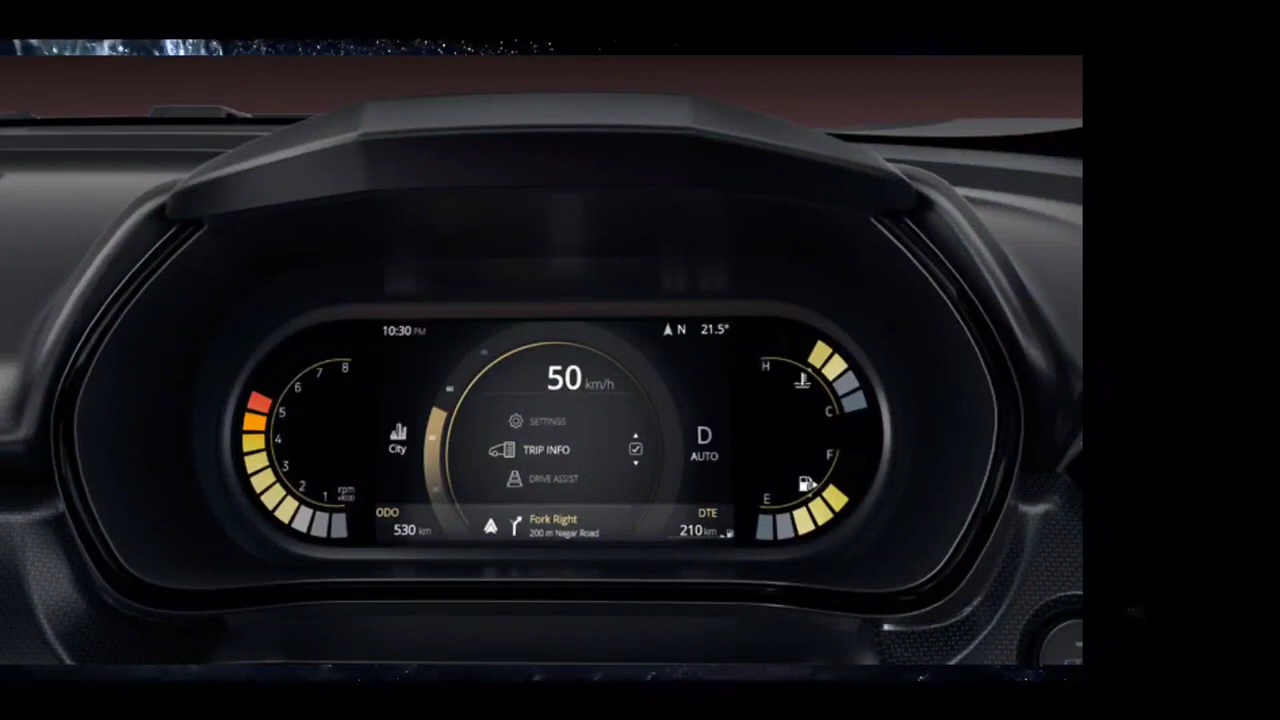 10:30 PM
N 21.5°
50 km/h
SETTINGS
TRIP INFO
DRIVE ASSIST
City
D
AUTO
8
7
6
5
4
3
2
1
rpm
x1000
H
C
F
E
ODO
530 km
Fork Right
200 m Nagar Road
DTE
210 km